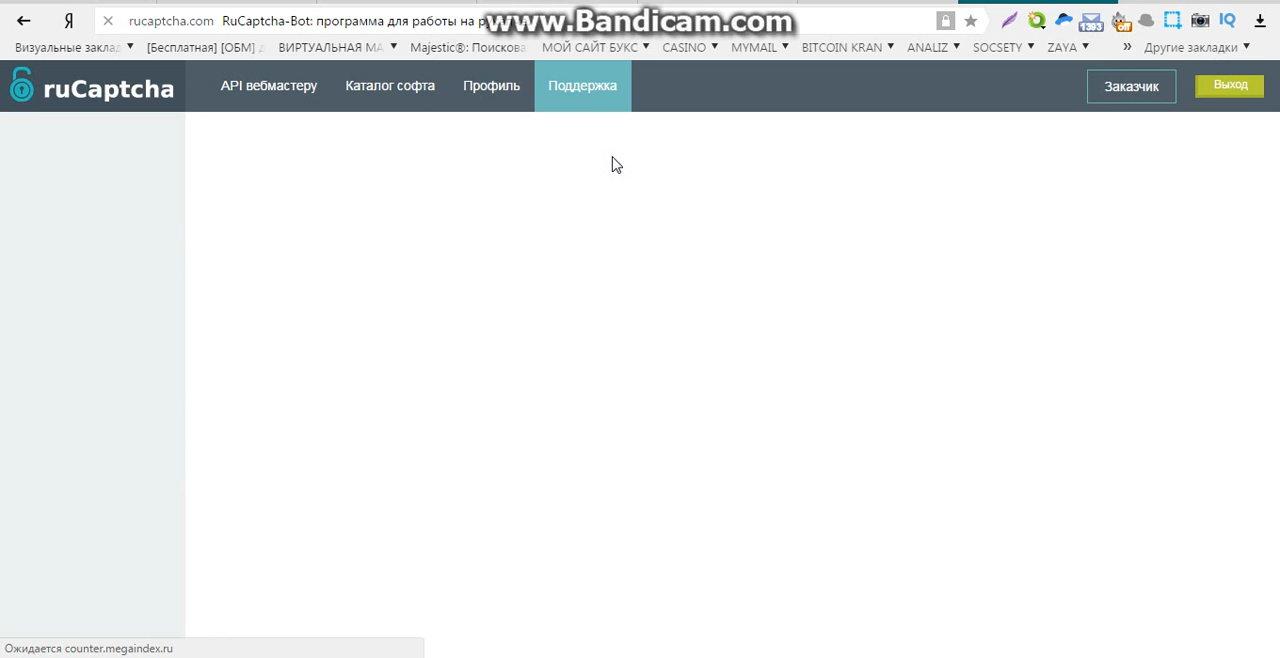 www.Bandicam.com
Я rucaptcha.com RuCaptcha-Bot: программа для работы на
1393 Off IQ
Визуальные заклад [Бесплатная] [ОБМ] ВИРТУАЛЬНАЯ МА Majestic®: Поискова МОЙ САЙТ БУКС CASINO MYMAIL BITCOIN KRAN ANALIZ SOCSETY ZAYA » Другие закладки
ruCaptcha API вебмастеру Каталог софта Профиль Поддержка Заказчик Выход
Ожидается counter.megaindex.ru